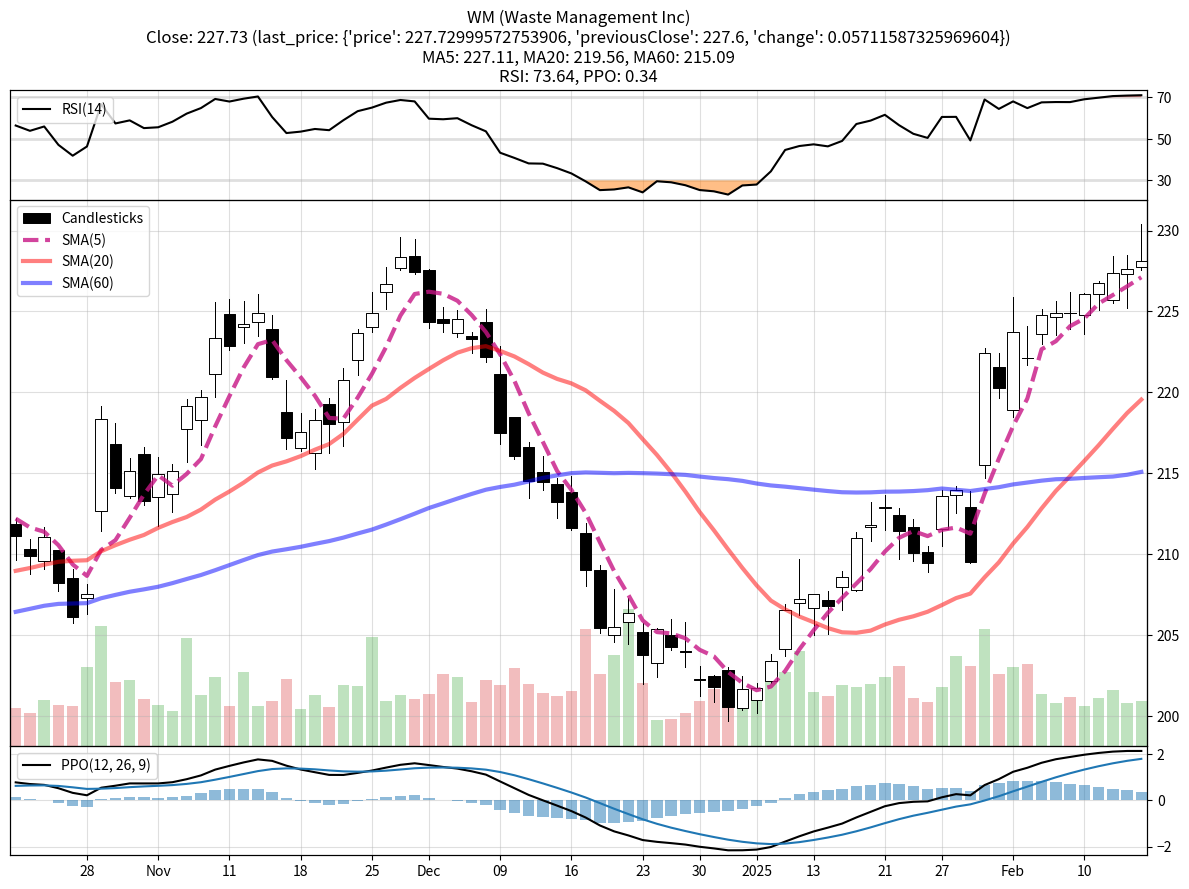 WM (Waste Management Inc)
Close: 227.73 (last_price: {'price': 227.72999572753906, 'previousClose': 227.6, 'change': 0.05711587325969604})
MA5: 227.11, MA20: 219.56, MA60: 215.09
RSI: 73.64, PPO: 0.34
RSI(14)
70
50
30
Candlesticks
SMA(5)
SMA(20)
SMA(60)
230
225
220
215
210
205
200
PPO(12, 26, 9)
2
0
−2
28 Nov 11 18 25 Dec 09 16 23 30 2025 13 21 27 Feb 10